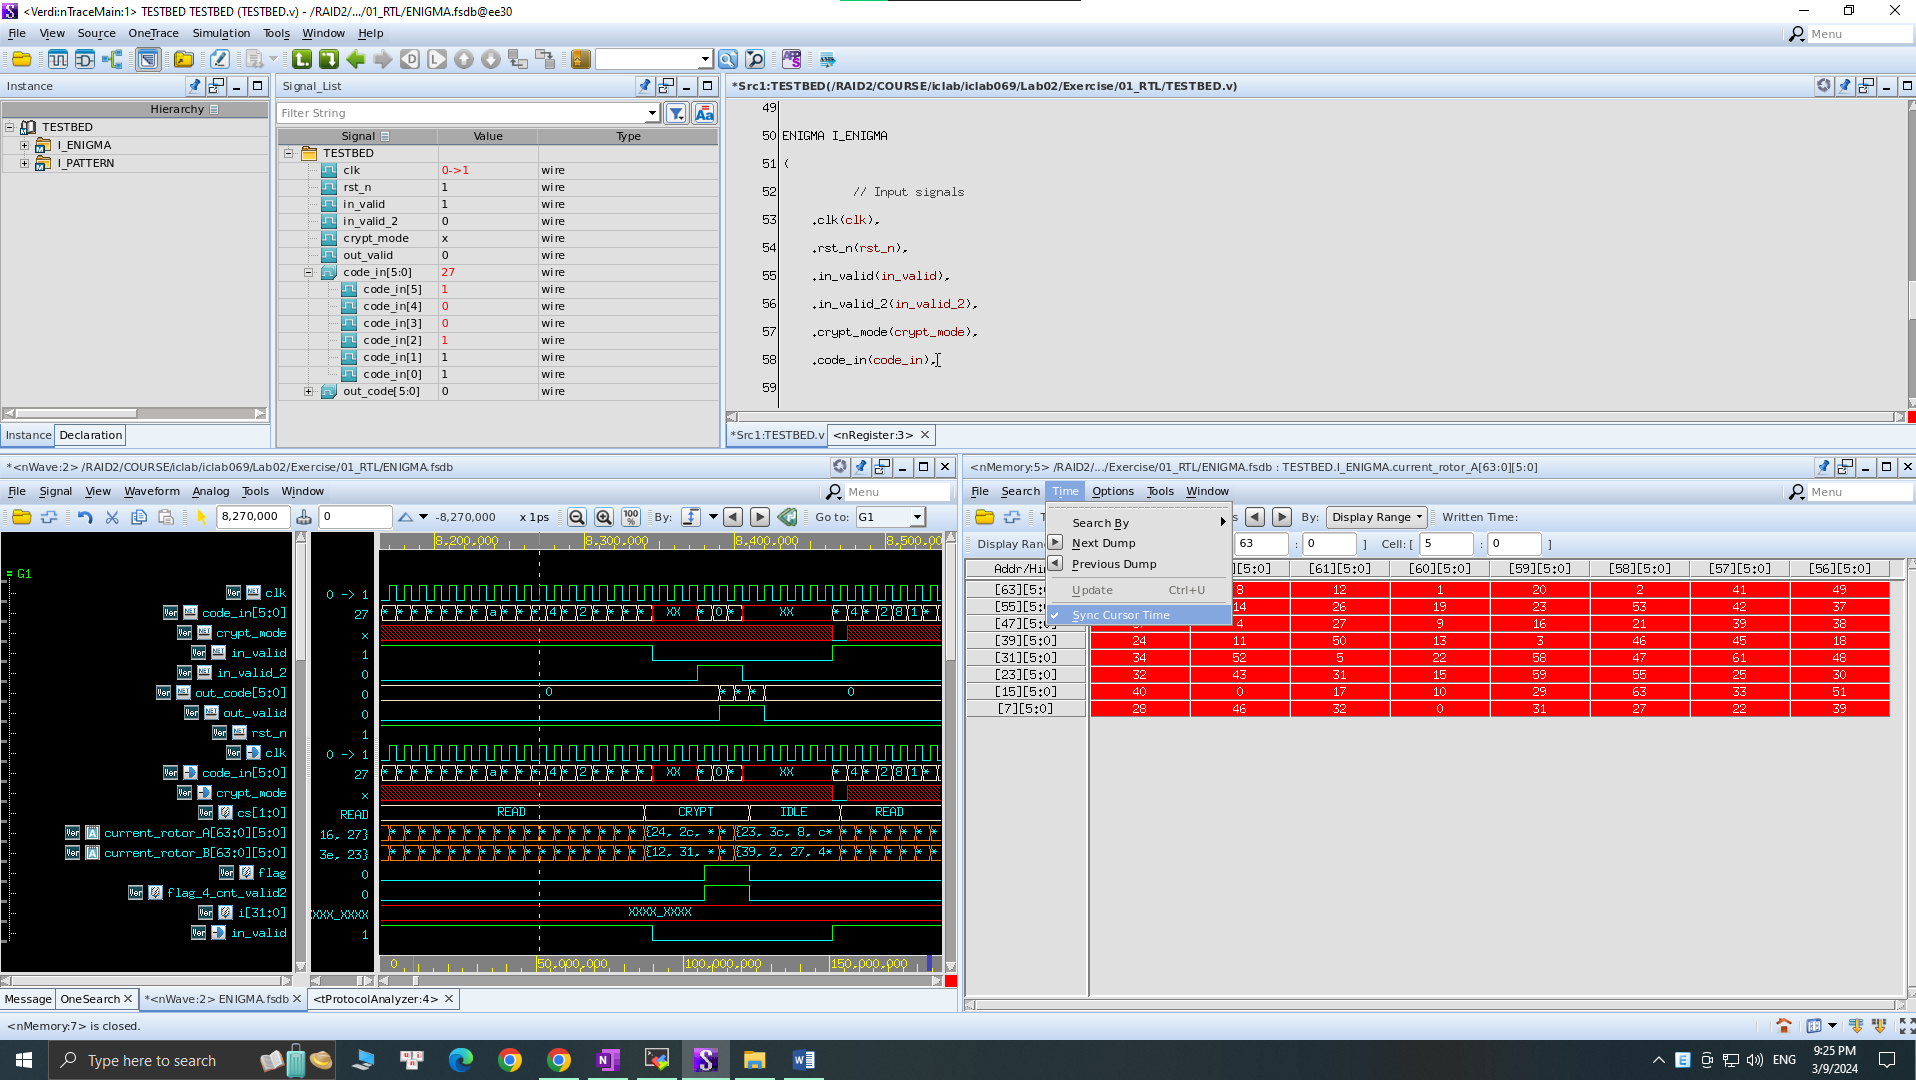 <Verdi:nTraceMain:1> TESTBED TESTBED (TESTBED.v) - /RAID2/.../01_RTL/ENIGMA.fsdb@ee30
File View Source OneTrace Simulation Tools Window Help
Menu
Instance
Hierarchy
TESTBED
I_ENIGMA
I_PATTERN
Instance Declaration
Signal_List
Filter String
Signal Value Type
TESTBED
clk 0->1 wire
rst_n 1 wire
in_valid 1 wire
in_valid_2 0 wire
crypt_mode x wire
out_valid 0 wire
code_in[5:0] 27 wire
code_in[5] 1 wire
code_in[4] 0 wire
code_in[3] 0 wire
code_in[2] 1 wire
code_in[1] 1 wire
code_in[0] 1 wire
out_code[5:0] 0 wire
*Src1:TESTBED(/RAID2/COURSE/iclab/iclab069/Lab02/Exercise/01_RTL/TESTBED.v)
49
50 ENIGMA I_ENIGMA
51 (
52 // Input signals
53 .clk(clk),
54 .rst_n(rst_n),
55 .in_valid(in_valid),
56 .in_valid_2(in_valid_2),
57 .crypt_mode(crypt_mode),
58 .code_in(code_in),
59
*Src1:TESTBED.v <nRegister:3>
*<nWave:2> /RAID2/COURSE/iclab/iclab069/Lab02/Exercise/01_RTL/ENIGMA.fsdb
File Signal View Waveform Analog Tools Window
Menu
8,270,000 0 -8,270,000 x 1ps 100% By: Go to: G1
8,200,000 8,300,000 8,400,000 8,500,00
G1
clk 0 -> 1
code_in[5:0] 27 * * * * * * * a * * * 4 * 2 * * * * XX * 0 * XX * 4 * 2 8 1 *
crypt_mode x
in_valid 1
in_valid_2 0
out_code[5:0] 0 0 * * * 0
out_valid 0
rst_n 1
clk 0 -> 1
code_in[5:0] 27 * * * * * * * a * * * 4 * 2 * * * * XX * 0 * XX * 4 * 2 8 1 *
crypt_mode x
cs[1:0] READ READ CRYPT IDLE READ
current_rotor_A[63:0][5:0] 16, 27} {24, 2c, * * {23, 3c, 8, c*
current_rotor_B[63:0][5:0] 3e, 23} {12, 31, * * {39, 2, 27, 4*
flag 0
flag_4_cnt_valid2 0
i[31:0] XXX_XXXX XXXX_XXXX
in_valid 1
0 50,000,000 100,000,000 150,000,000
Message OneSearch *<nWave:2> ENIGMA.fsdb <tProtocolAnalyzer:4>
<nMemory:5> /RAID2/.../Exercise/01_RTL/ENIGMA.fsdb : TESTBED.I_ENIGMA.current_rotor_A[63:0][5:0]
File Search Time Options Tools Window
Menu
By: Display Range Written Time:
63 : 0 ] Cell: [ 5 : 0 ]
Search By
Next Dump
Previous Dump
Update Ctrl+U
Sync Cursor Time
[61][5:0] [60][5:0] [59][5:0] [58][5:0] [57][5:0] [56][5:0]
8 12 1 20 2 41 49
14 26 19 23 53 42 37
4 27 9 16 21 39 38
[39][5:0] 24 11 50 13 3 46 45 18
[31][5:0] 34 52 5 22 58 47 61 48
[23][5:0] 32 43 31 15 59 55 25 30
[15][5:0] 40 0 17 10 29 63 33 51
[7][5:0] 28 46 32 0 31 27 22 39
<nMemory:7> is closed.
Type here to search
ENG
9:25 PM
3/9/2024